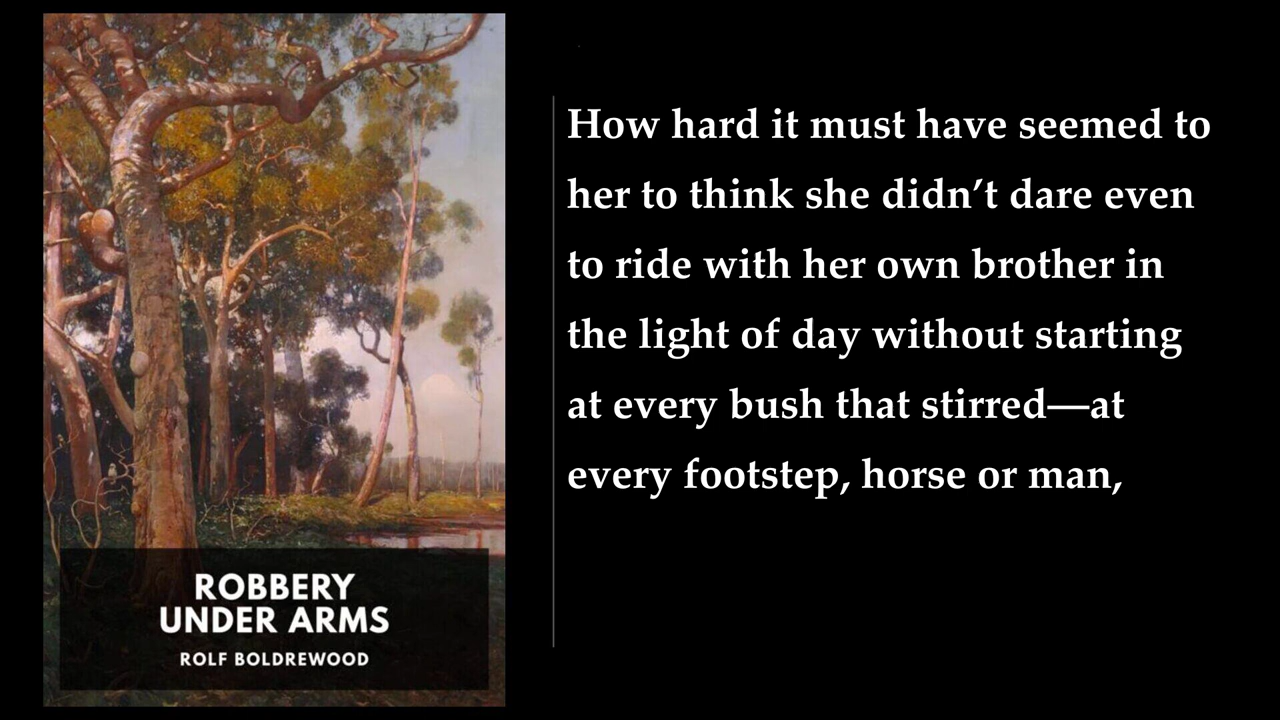 ROBBERY
UNDER ARMS
ROLF BOLDREWOOD
How hard it must have seemed to
her to think she didn’t dare even
to ride with her own brother in
the light of day without starting
at every bush that stirred—at
every footstep, horse or man,